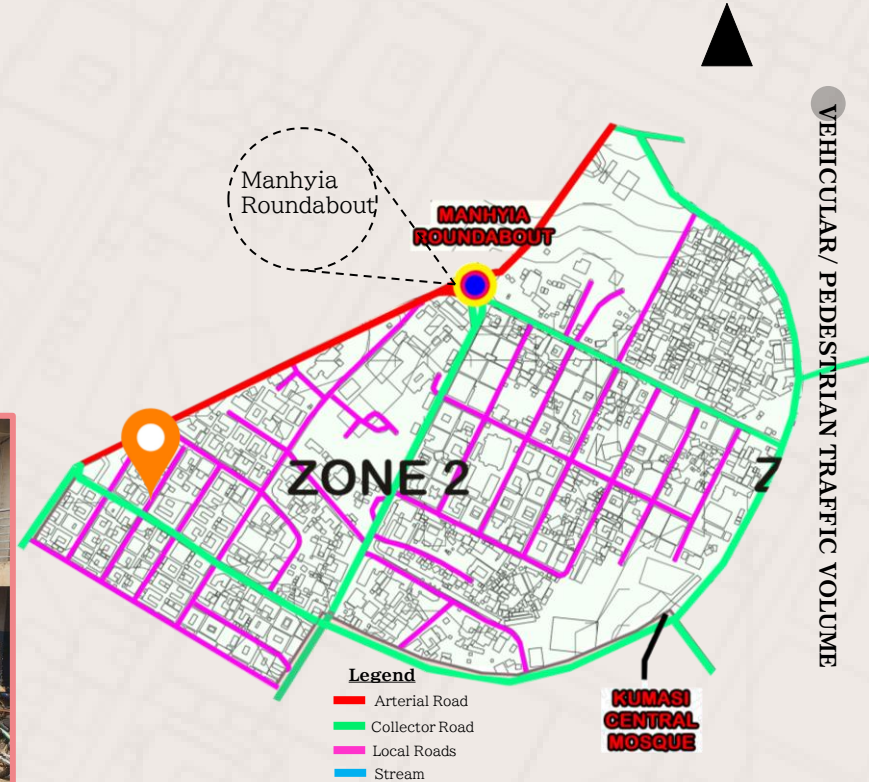 Manhyia
Roundabout
MANHYIA
ROUNDABOUT
VEHICULAR/ PEDESTRIAN TRAFFIC VOLUME
ZONE 2
Z
Legend
Arterial Road
Collector Road
Local Roads
Stream
KUMASI
CENTRAL
MOSQUE